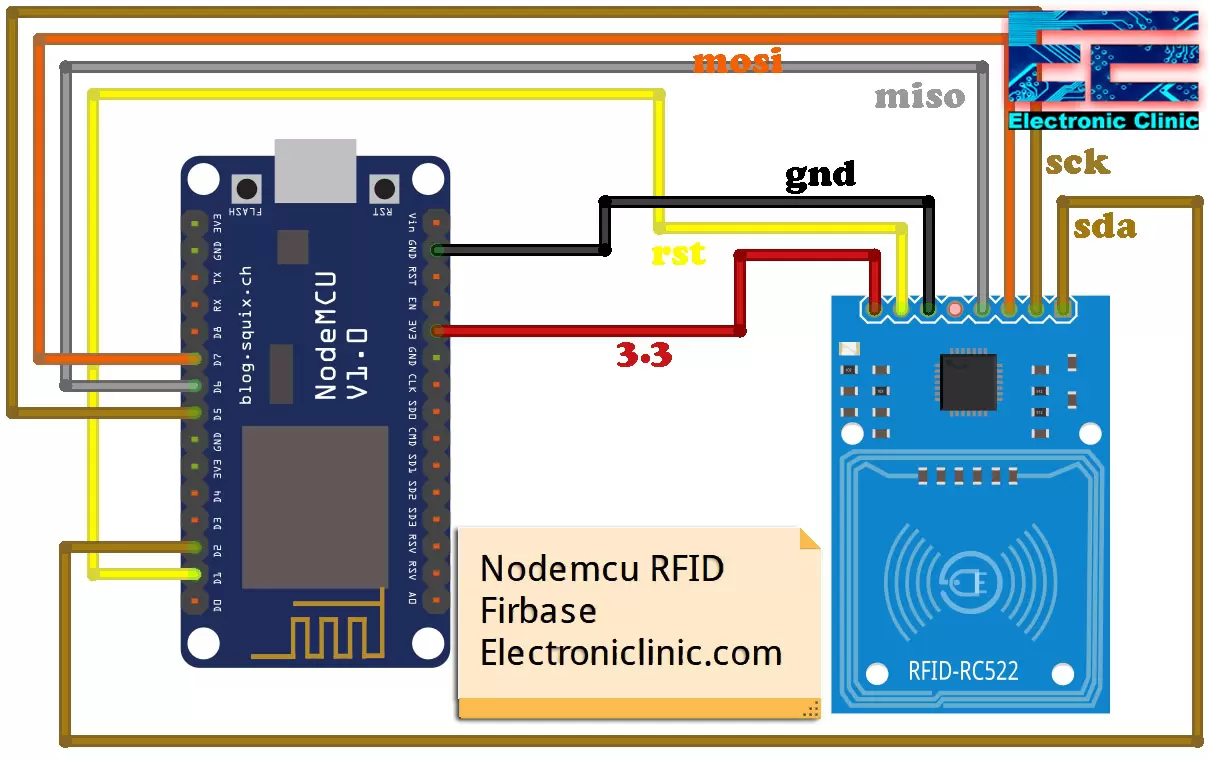 mosi
miso
Electronic Clinic
sck
gnd
sda
rst
3.3
FLASH
RST
3V3
GND
TX
RX
D8
D7
D6
D5
GND
3V3
D4
D3
D2
D1
D0
blog.squix.ch
NodeMCU
V1.0
Vin
GND
RST
EN
3V3
GND
CLK
SD0
CMD
SD1
SD2
SD3
RSV
RSV
A0
Nodemcu RFID
Firbase
Electroniclinic.com
RFID-RC522